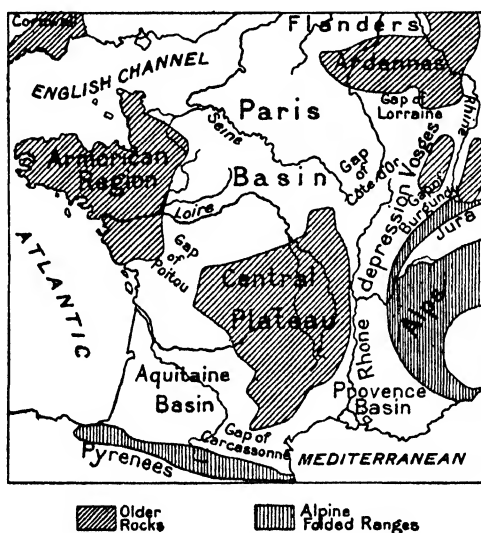 Cornwall
Flanders
Ardennes
ENGLISH CHANNEL
Gap of
Lorraine
Paris
Basin
Seine
Rhine
Armorican
Region
Gap
of
Côte d'Or
Vosges
depression
Gap of
Burgundy
Jura
Loire
Gap
of
Poitou
ATLANTIC
Central
Plateau
Alps
Rhone
Aquitaine
Basin
Provence
Basin
Gap of
Carcassonne
Pyrenees
MEDITERRANEAN
Older
Rocks
Alpine
Folded Ranges